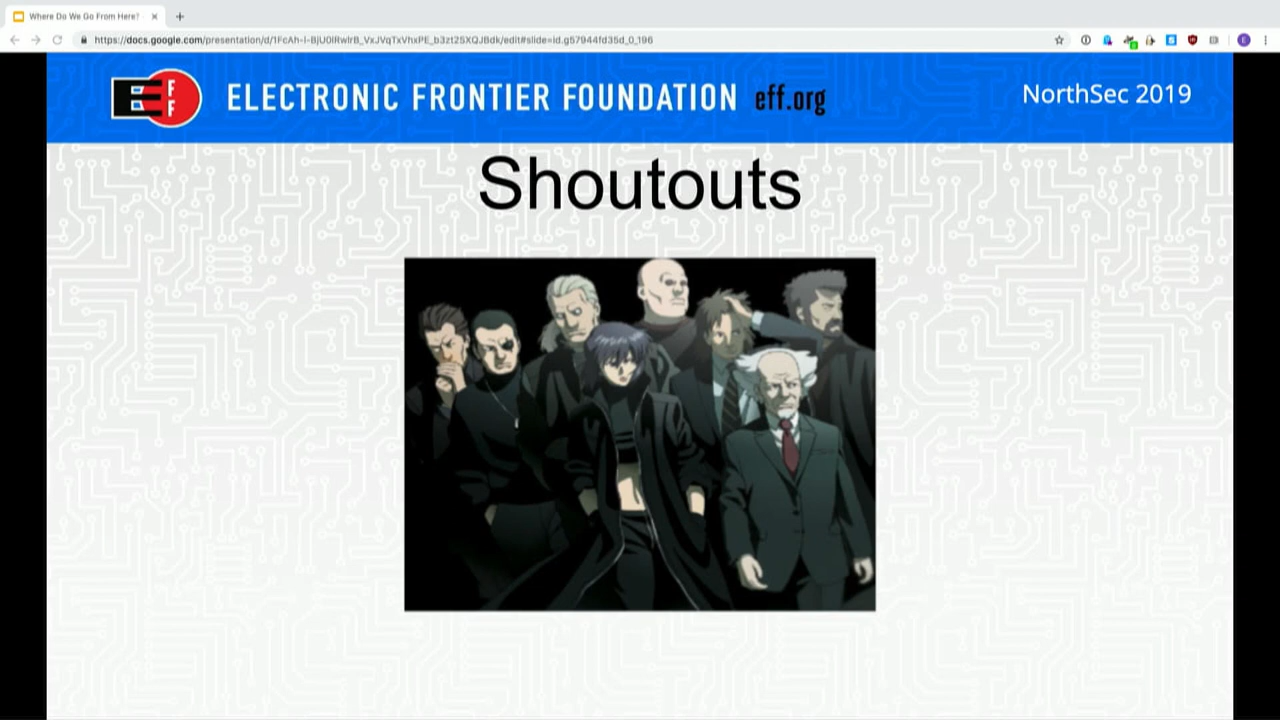 Where Do We Go From Here?
https://docs.google.com/presentation/d/1FcAh-I-BjU0iRwIrB_VxJVqTxVhxPE_b3zt2SXQJBdk/edit#slide=id.g57944fd35d_0_196
EFF
ELECTRONIC FRONTIER FOUNDATION eff.org
NorthSec 2019
Shoutouts